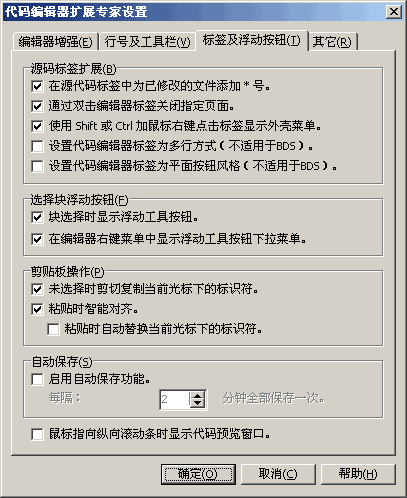 代码编辑器扩展专家设置
编辑器增强(E) 行号及工具栏(V) 标签及浮动按钮(T) 其它(R)
源码标签扩展(B)
在源代码标签中为已修改的文件添加 * 号。
通过双击编辑器标签关闭指定页面。
使用 Shift 或 Ctrl 加鼠标右键点击标签显示外壳菜单。
设置代码编辑器标签为多行方式（不适用于BDS）。
设置代码编辑器标签为平面按钮风格（不适用于BDS）。
选择块浮动按钮(F)
块选择时显示浮动工具按钮。
在编辑器右键菜单中显示浮动工具按钮下拉菜单。
剪贴板操作(P)
未选择时剪切复制当前光标下的标识符。
粘贴时智能对齐。
粘贴时自动替换当前光标下的标识符。
自动保存(S)
启用自动保存功能。
每隔： 2 分钟全部保存一次。
鼠标指向纵向滚动条时显示代码预览窗口。
确定(O) 取消(C) 帮助(H)